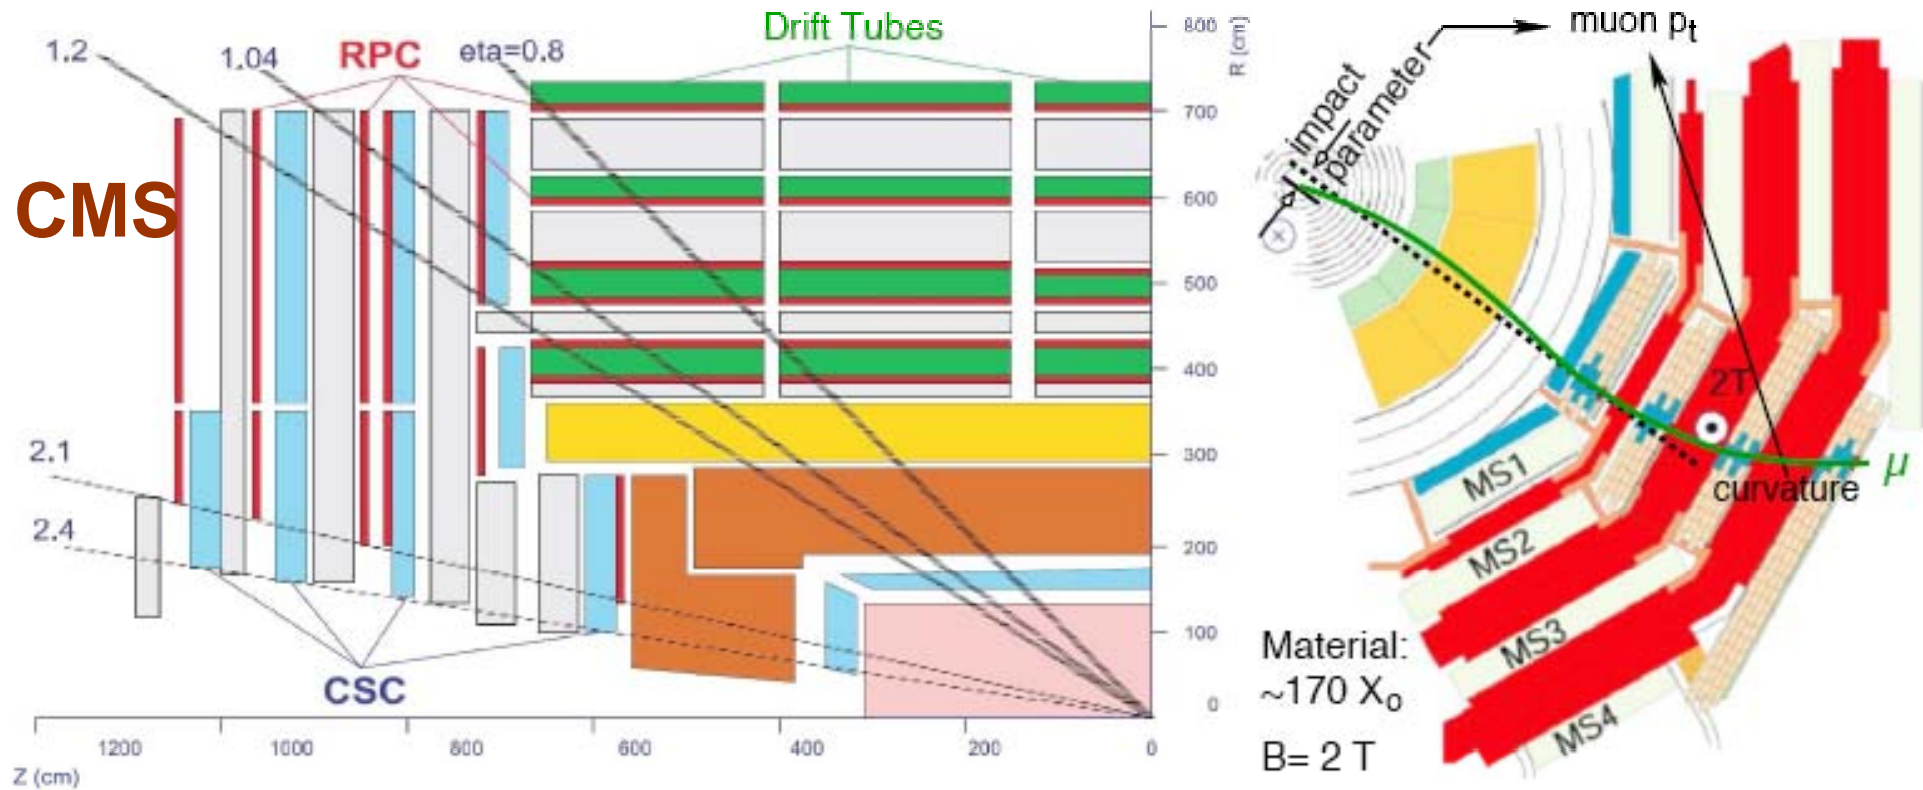 Drift Tubes
muon pt
1.2
1.04
RPC
eta=0.8
800
R (cm)
impact
parameter
700
CMS
600
500
400
2T
2.1
300
MS1
curvature
μ
2.4
200
MS2
100
MS3
Material:
~170 Xo
CSC
0
MS4
B= 2 T
1200
1000
800
600
400
200
0
Z (cm)